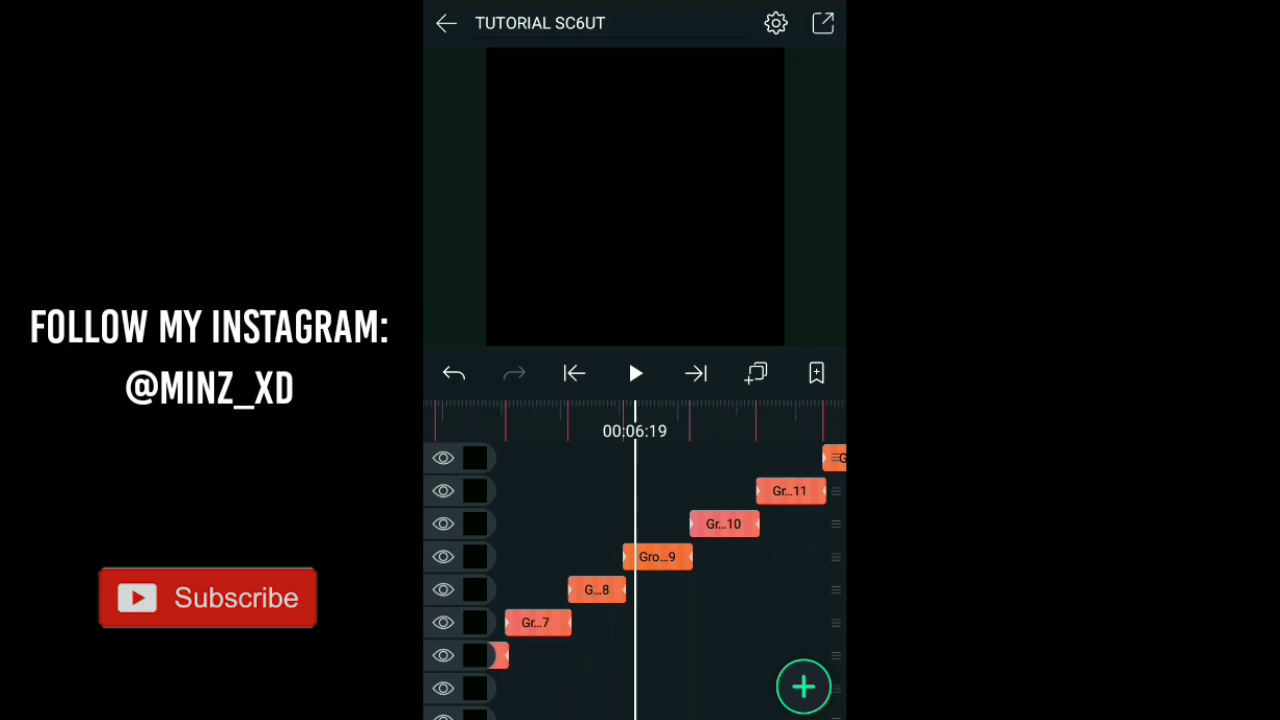 TUTORIAL SC6UT
FOLLOW MY INSTAGRAM:
@MINZ_XD
Subscribe
00:06:19
Gr...11
Gr...10
Gro...9
G...8
Gr...7